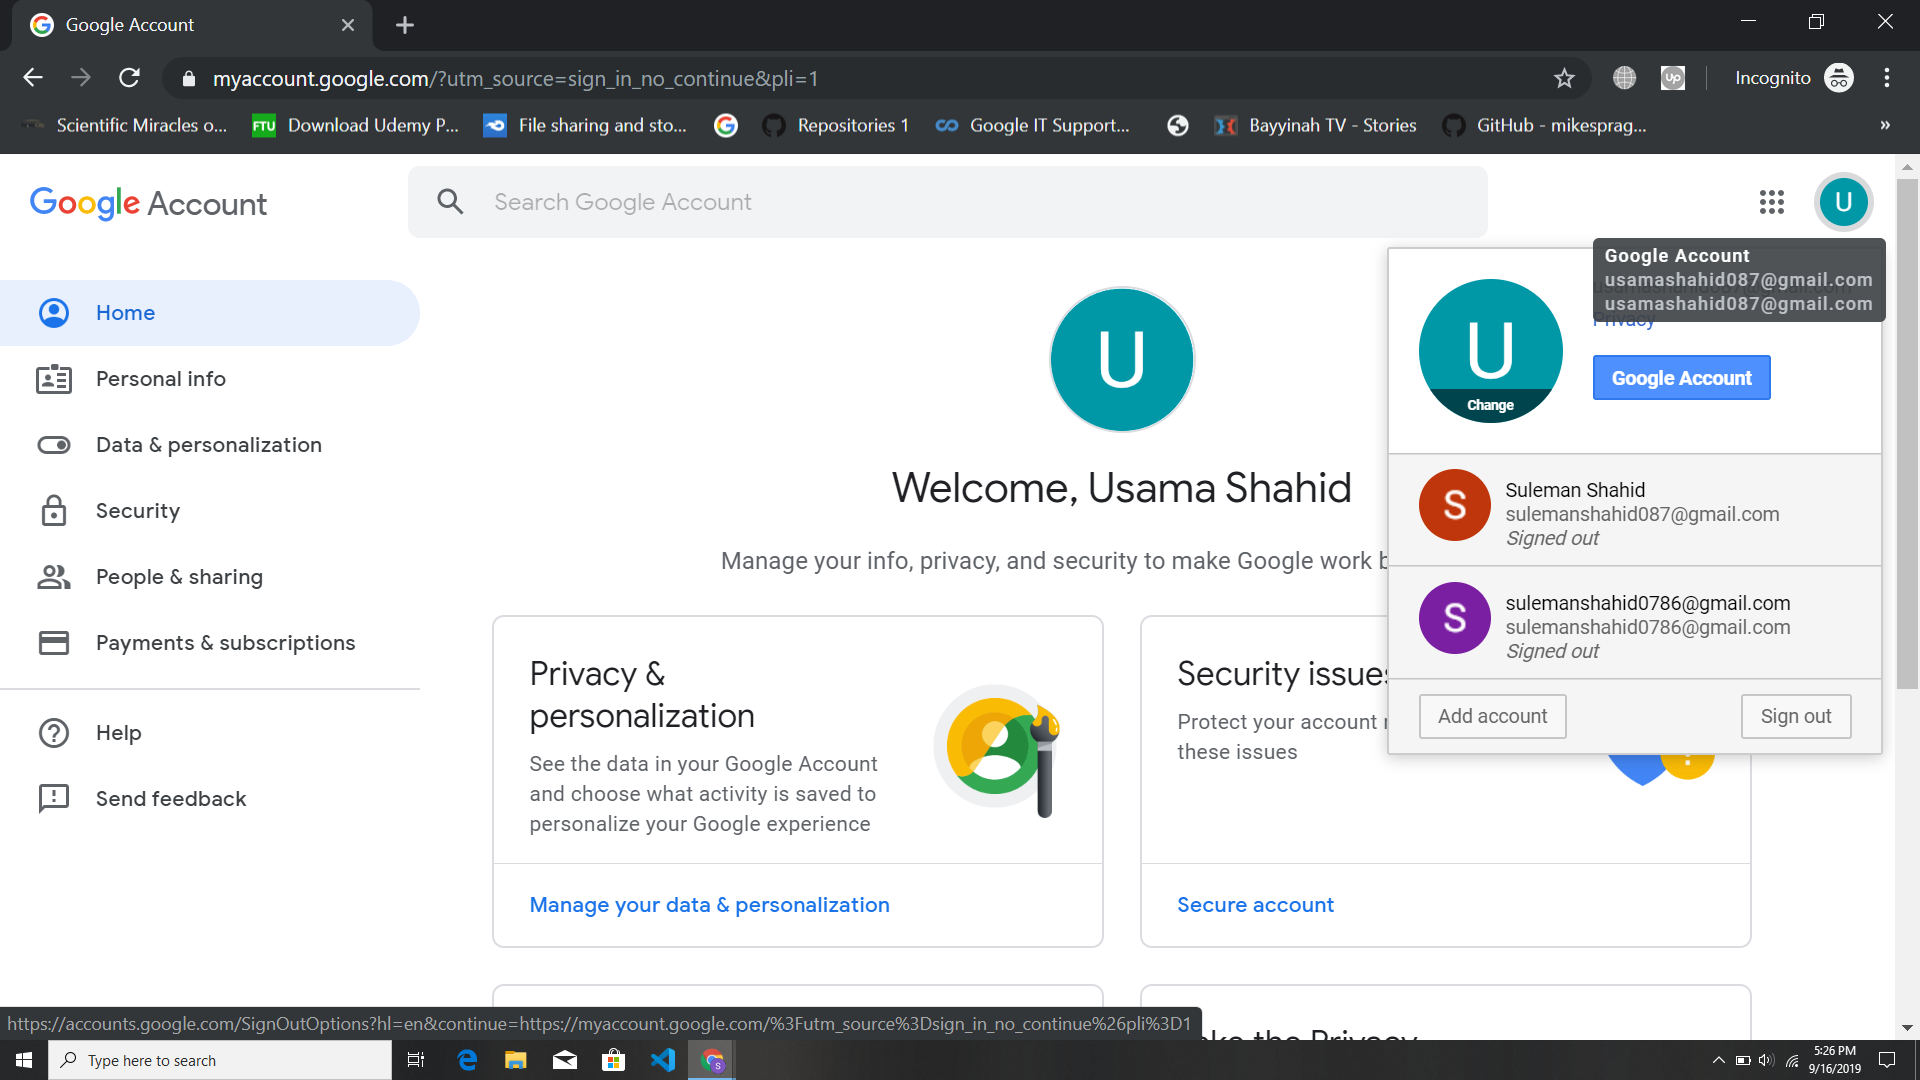 Google Account
myaccount.google.com/?utm_source=sign_in_no_continue&pli=1
Incognito
Scientific Miracles o...
FTU
Download Udemy P...
File sharing and sto...
Repositories 1
Google IT Support...
Bayyinah TV - Stories
GitHub - mikesprag...
»
Google Account
Search Google Account
U
Google Account
usamashahid087@gmail.com
usamashahid087@gmail.com
Privacy
U
Change
Google Account
Home
Personal info
Data & personalization
Security
People & sharing
Payments & subscriptions
Help
Send feedback
U
Welcome, Usama Shahid
Manage your info, privacy, and security to make Google work
S
Suleman Shahid
sulemanshahid087@gmail.com
Signed out
S
sulemanshahid0786@gmail.com
sulemanshahid0786@gmail.com
Signed out
Add account
Sign out
Privacy &
personalization
See the data in your Google Account
and choose what activity is saved to
personalize your Google experience
Manage your data & personalization
Security issues
Protect your account
these issues
Secure account
https://accounts.google.com/SignOutOptions?hl=en&continue=https://myaccount.google.com/%3Futm_source%3Dsign_in_no_continue%26pli%3D1
the Privacy
Type here to search
5:26 PM
9/16/2019